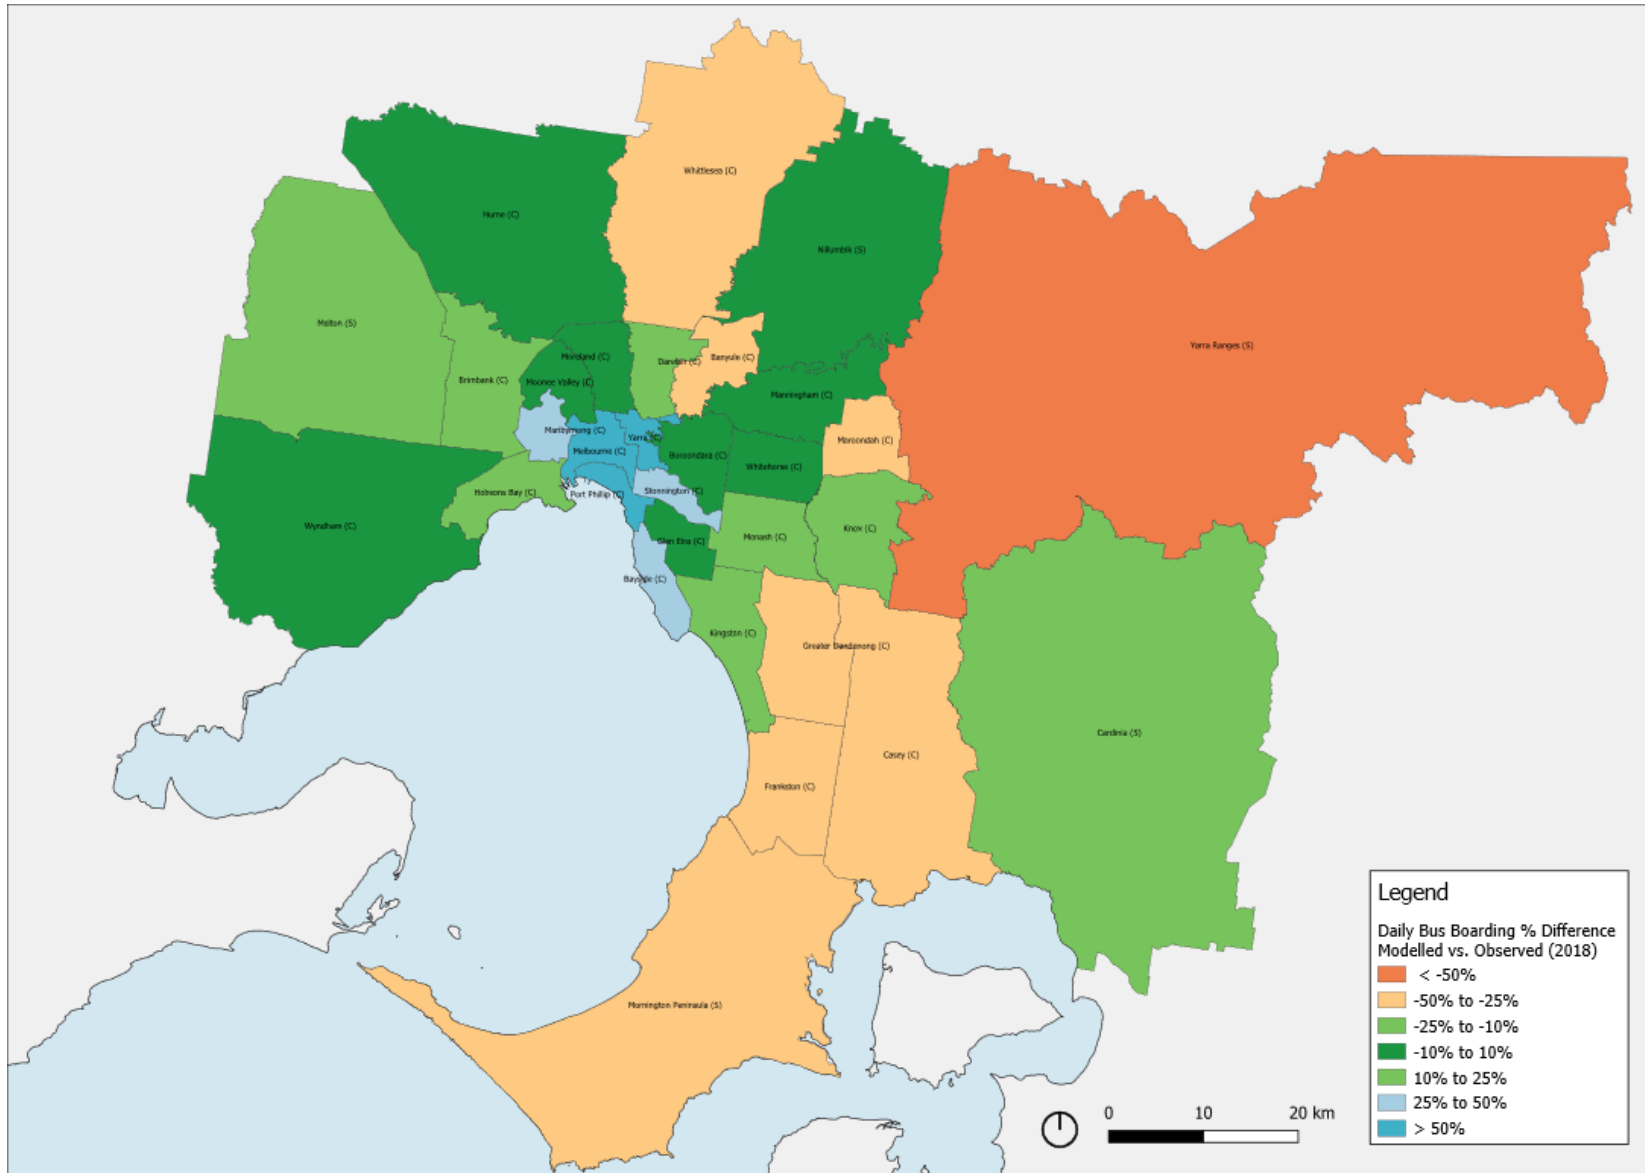 Whittlesea (C)
Hume (C)
Nillumbik (S)
Melton (S)
Yarra Ranges (S)
Moreland (C)
Darebin (C)
Banyule (C)
Brimbank (C)
Moonee Valley (C)
Manningham (C)
Maribyrnong (C)
Yarra (C)
Maroondah (C)
Melbourne (C)
Boroondara (C)
Whitehorse (C)
Hobsons Bay (C)
Port Phillip (C)
Stonnington (C)
Wyndham (C)
Glen Eira (C)
Monash (C)
Knox (C)
Bayside (C)
Kingston (C)
Greater Dandenong (C)
Cardinia (S)
Casey (C)
Frankston (C)
Mornington Peninsula (S)
Legend
Daily Bus Boarding % Difference
Modelled vs. Observed (2018)
< -50%
-50% to -25%
-25% to -10%
-10% to 10%
10% to 25%
25% to 50%
> 50%
0 10 20 km